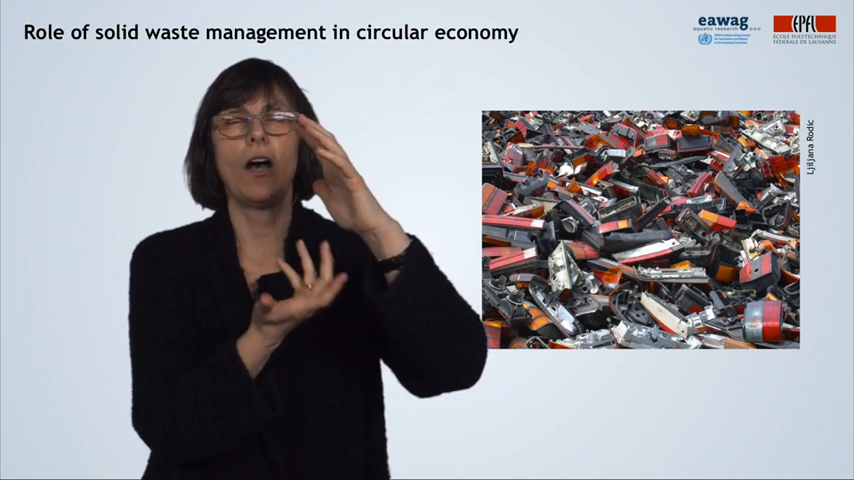 Role of solid waste management in circular economy
eawag
aquatic research
EPFL
ECOLE POLYTECHNIQUE
FÉDÉRALE DE LAUSANNE
Ljiljana Rodic